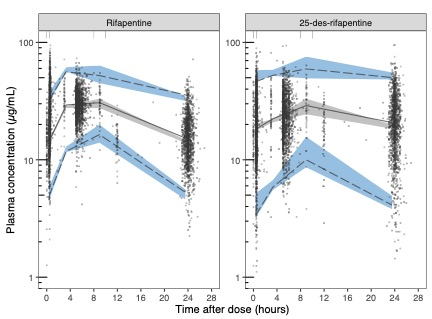 Rifapentine
25-des-rifapentine
Plasma concentration (µg/mL)
100
10
1
100
10
1
0 4 8 12 16 20 24 28
0 4 8 12 16 20 24 28
Time after dose (hours)